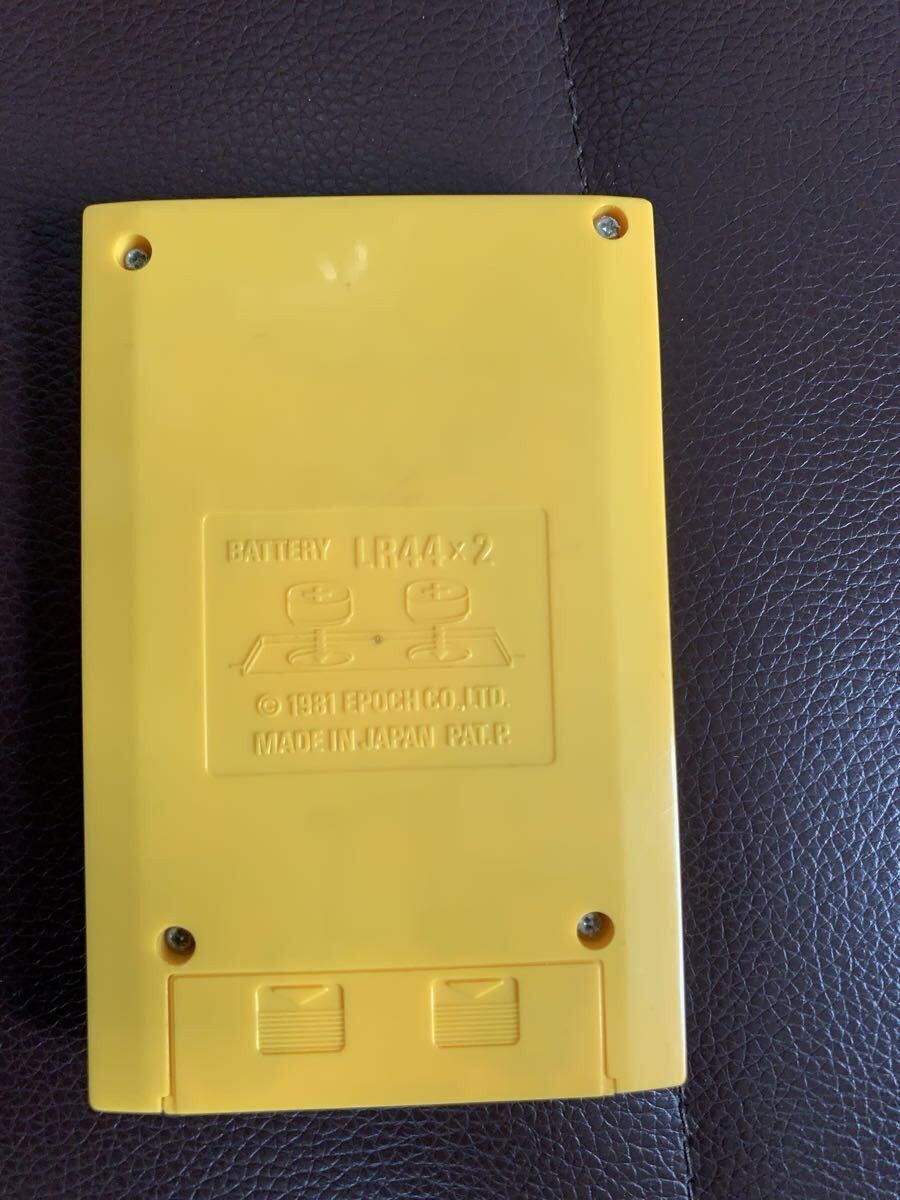 BATTERY LR44×2
+ +
© 1981 EPOCH CO.,LTD.
MADE IN JAPAN PAT.P.